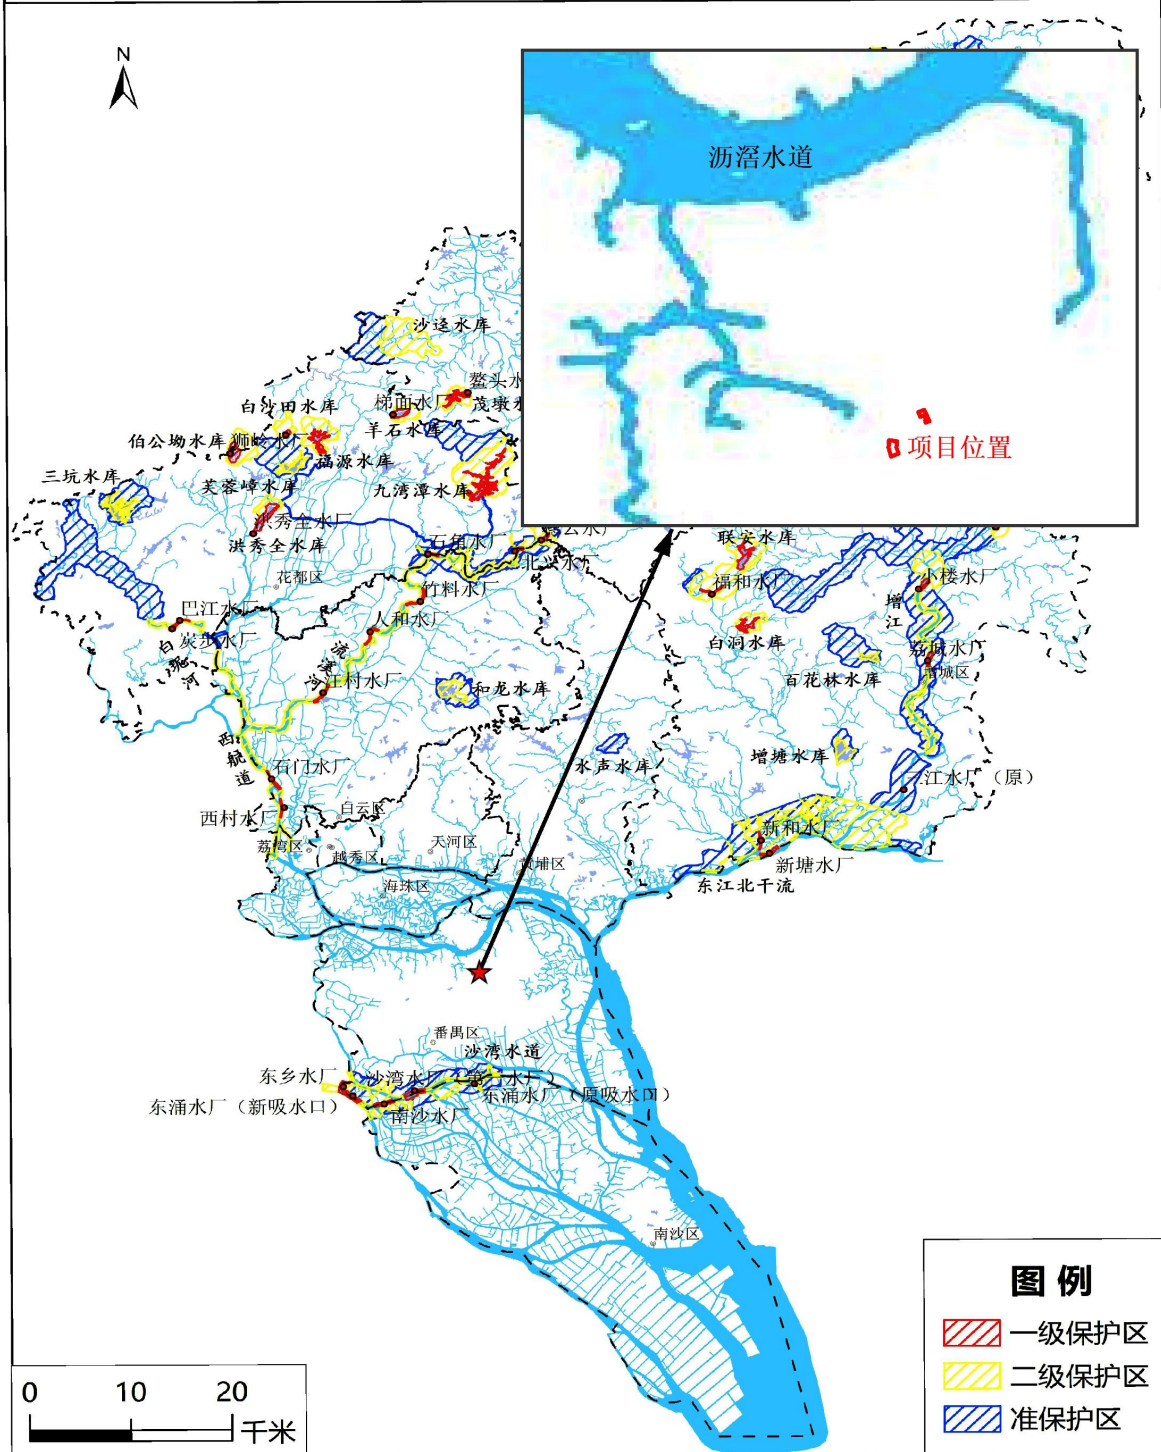 N
沥滘水道
项目位置
沙迳水库
鳌头水
梯面水厂
茂墩水
白沙田水库
羊石水库
伯公坳水库
狮岭水厂
福源水库
三坑水库
芙蓉嶂水库
九湾潭水库
洪秀全水厂
洪秀全水库
石角水厂
联安水库
花都区
竹料水厂
福和水厂
小楼水厂
增江
巴江水厂
炭步水厂
人和水厂
白洞水库
荔城水厂
白坭河
流溪河
江村水厂
和龙水库
百花林水库
增城区
西航道
石门水厂
水声水库
增塘水库
江水厂（原）
西村水厂
白云区
新和水厂
荔湾区
越秀区
天河区
黄埔区
新塘水厂
海珠区
东江北干流
番禺区
沙湾水道
东乡水厂
沙湾水厂（第一水厂）
东涌水厂（原吸水口）
东涌水厂（新吸水口）
南沙水厂
南沙区
图例
一级保护区
二级保护区
准保护区
0 10 20
千米